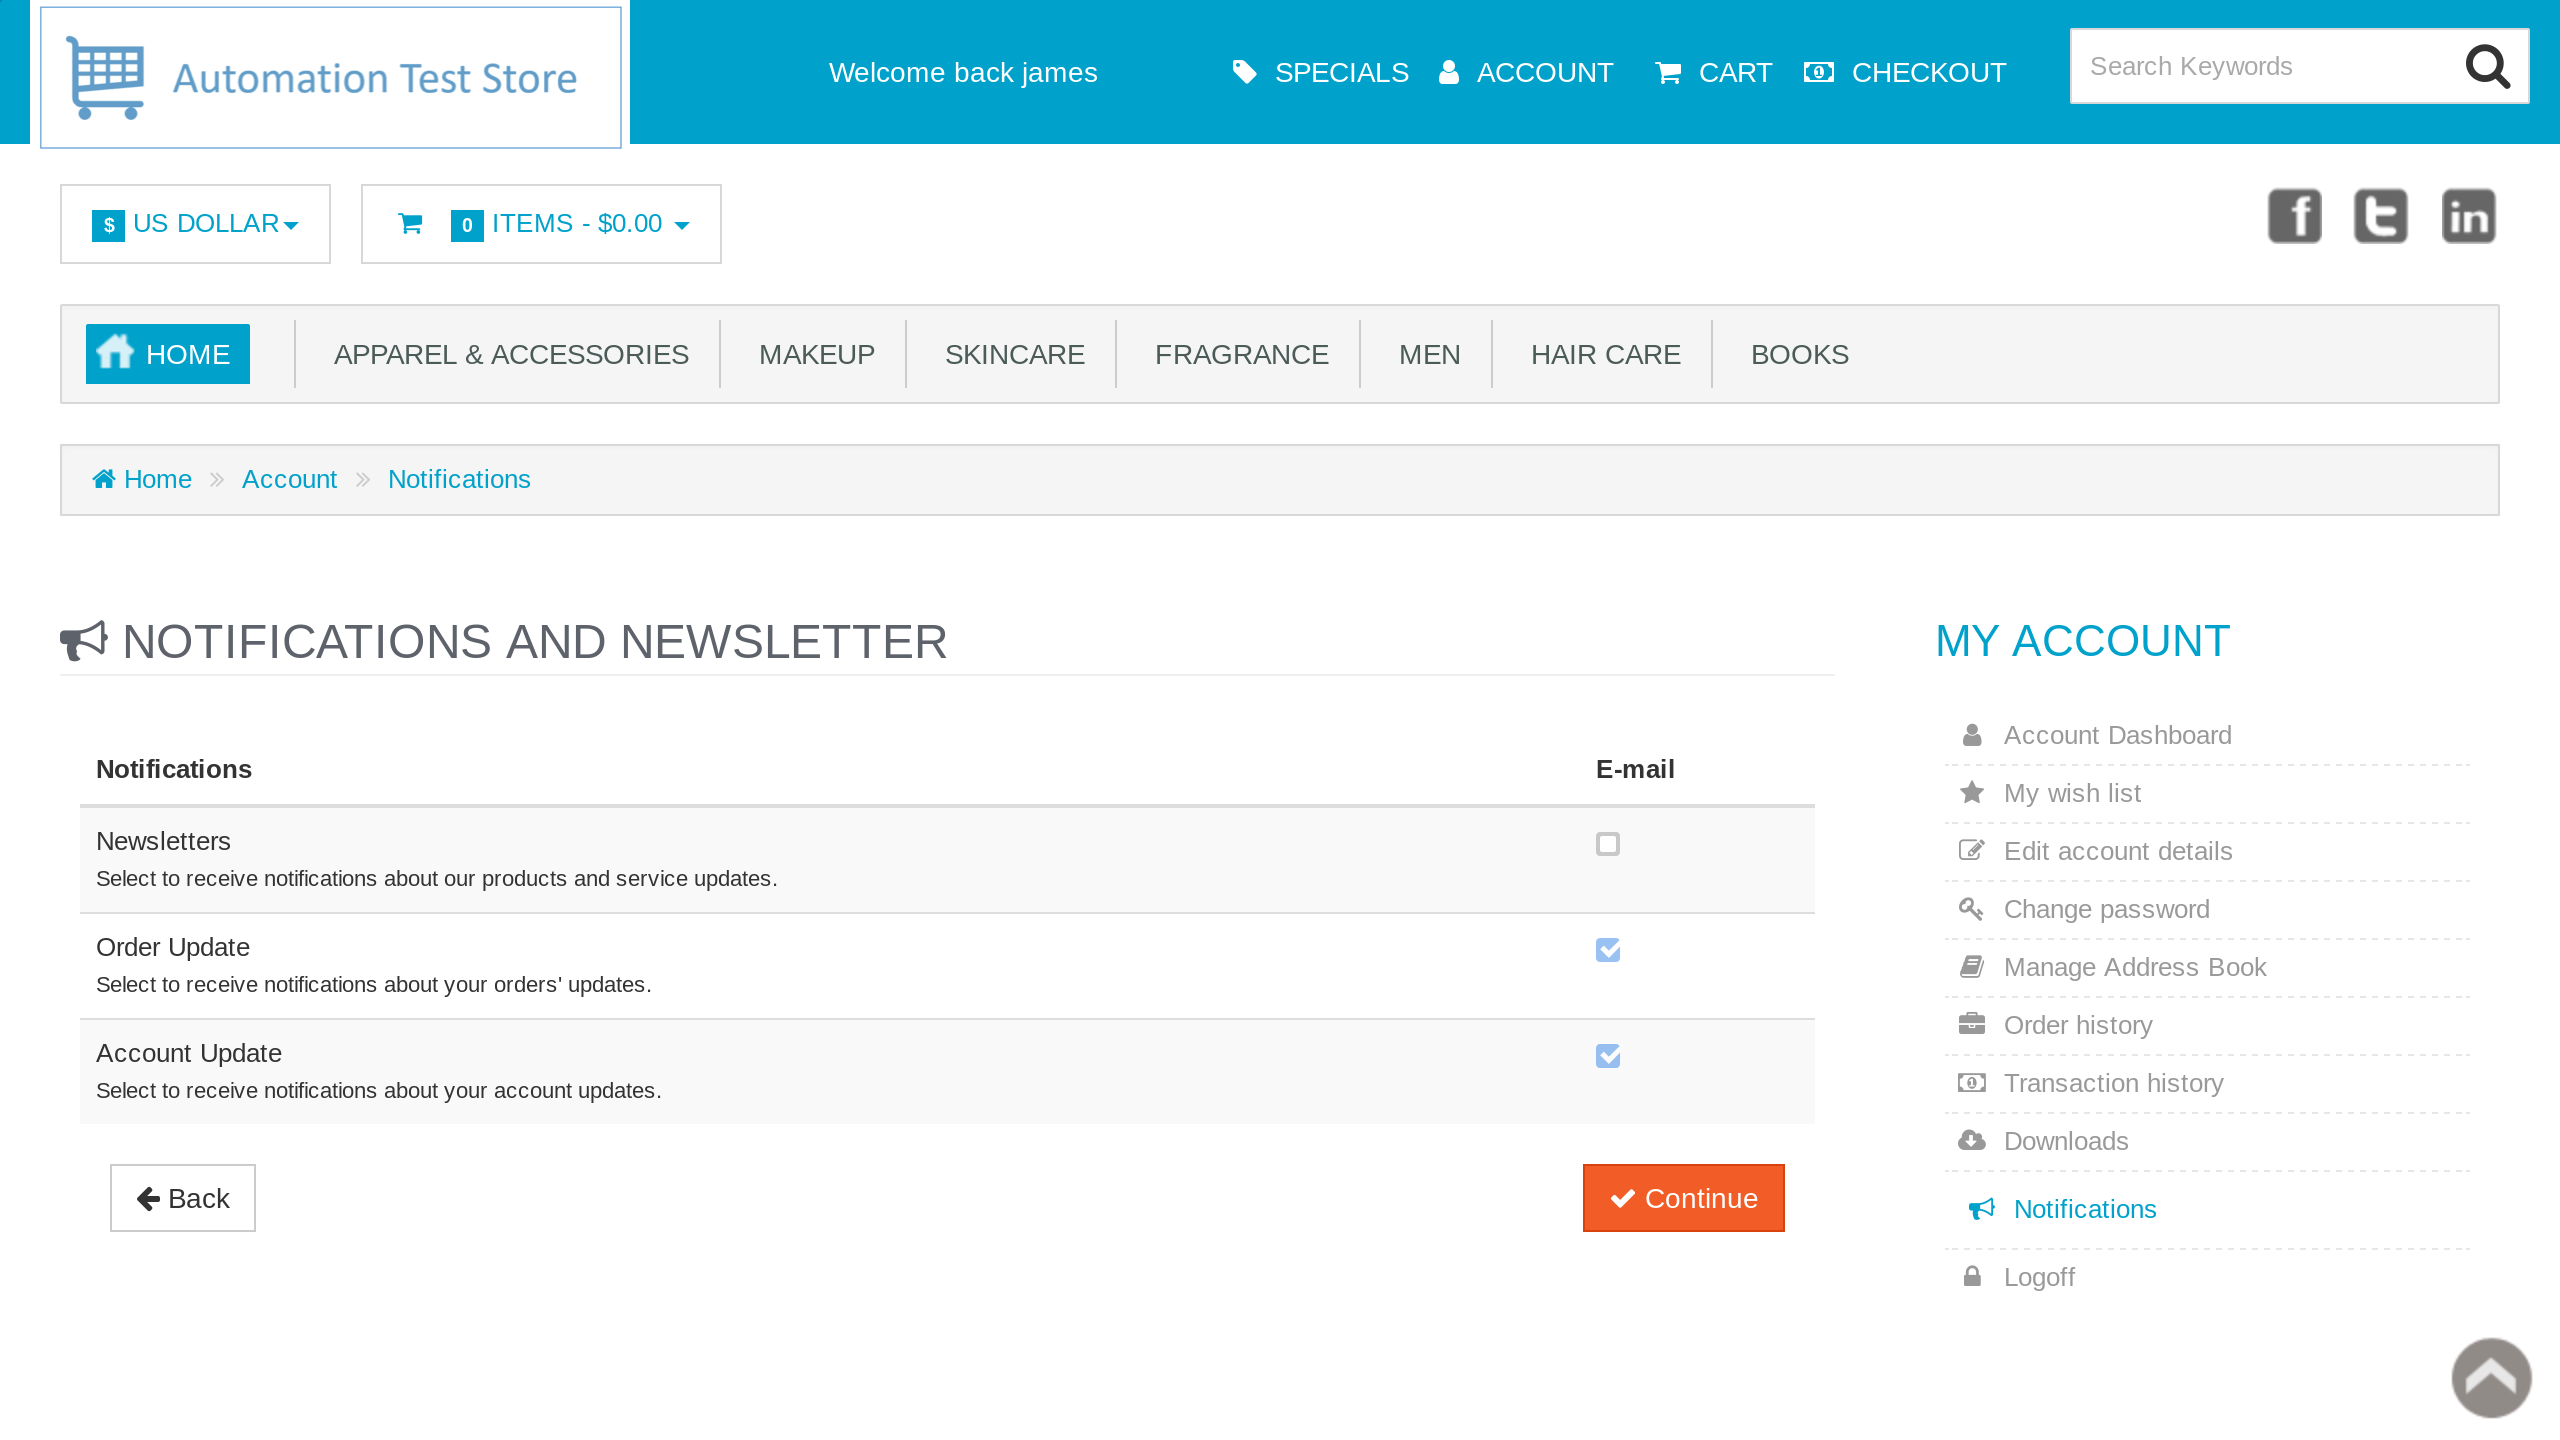 Automation Test Store
Welcome back james
SPECIALS
ACCOUNT
CART
CHECKOUT
Search Keywords
$ US DOLLAR
0 ITEMS - $0.00
HOME
APPAREL & ACCESSORIES
MAKEUP
SKINCARE
FRAGRANCE
MEN
HAIR CARE
BOOKS
Home
Account
Notifications
NOTIFICATIONS AND NEWSLETTER
Notifications
E-mail
Newsletters
Select to receive notifications about our products and service updates.
Order Update
Select to receive notifications about your orders' updates.
Account Update
Select to receive notifications about your account updates.
Back
Continue
MY ACCOUNT
Account Dashboard
My wish list
Edit account details
Change password
Manage Address Book
Order history
Transaction history
Downloads
Notifications
Logoff